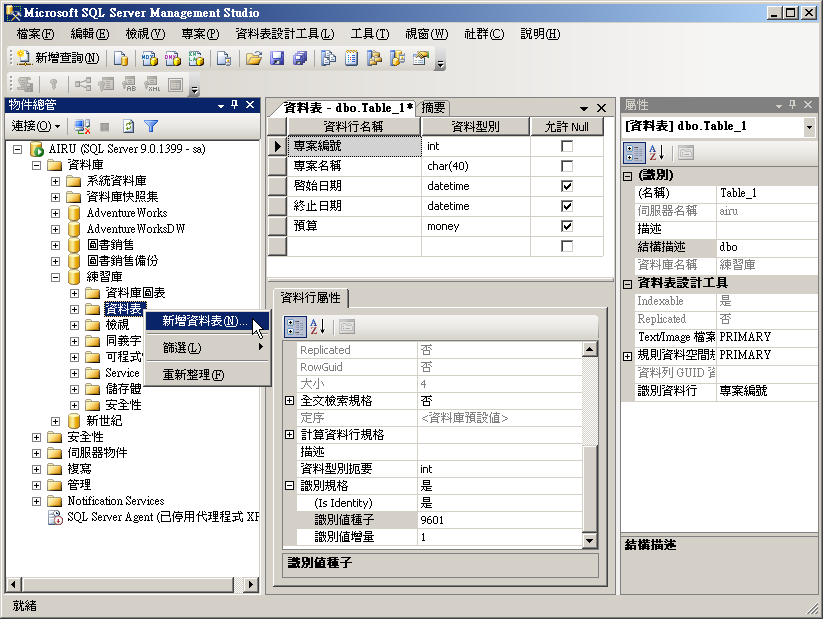 Microsoft SQL Server Management Studio
檔案(F) 編輯(E) 檢視(V) 專案(P) 資料表設計工具(L) 工具(T) 視窗(W) 社群(C) 說明(H)
新增查詢(N)
物件總管
連接(O)
AIRU (SQL Server 9.0.1399 - sa)
資料庫
系統資料庫
資料庫快照集
AdventureWorks
AdventureWorksDW
圖書銷售
圖書銷售備份
練習庫
資料庫圖表
資料表
檢視
同義字
可程式
Service
儲存體
安全性
新世紀
安全性
伺服器物件
複寫
管理
Notification Services
SQL Server Agent (已停用代理程式 XP
新增資料表(N)...
篩選(L)
重新整理(F)
資料表 - dbo.Table_1* 摘要
資料行名稱 資料型別 允許 Null
專案編號 int
專案名稱 char(40)
啓始日期 datetime
終止日期 datetime
預算 money
資料行屬性
Replicated 否
RowGuid 否
大小 4
全文檢索規格 否
定序 <資料庫預設值>
計算資料行規格
描述
資料型別扼要 int
識別規格 是
(Is Identity) 是
識別值種子 9601
識別值增量 1
識別值種子
屬性
[資料表] dbo.Table_1
(識別)
(名稱) Table_1
伺服器名稱 airu
描述
結構描述 dbo
資料庫名稱 練習庫
資料表設計工具
Indexable 是
Replicated 否
Text/Image 檔案 PRIMARY
規則資料空間規 PRIMARY
資料列 GUID 資
識別資料行 專案編號
結構描述
就緒